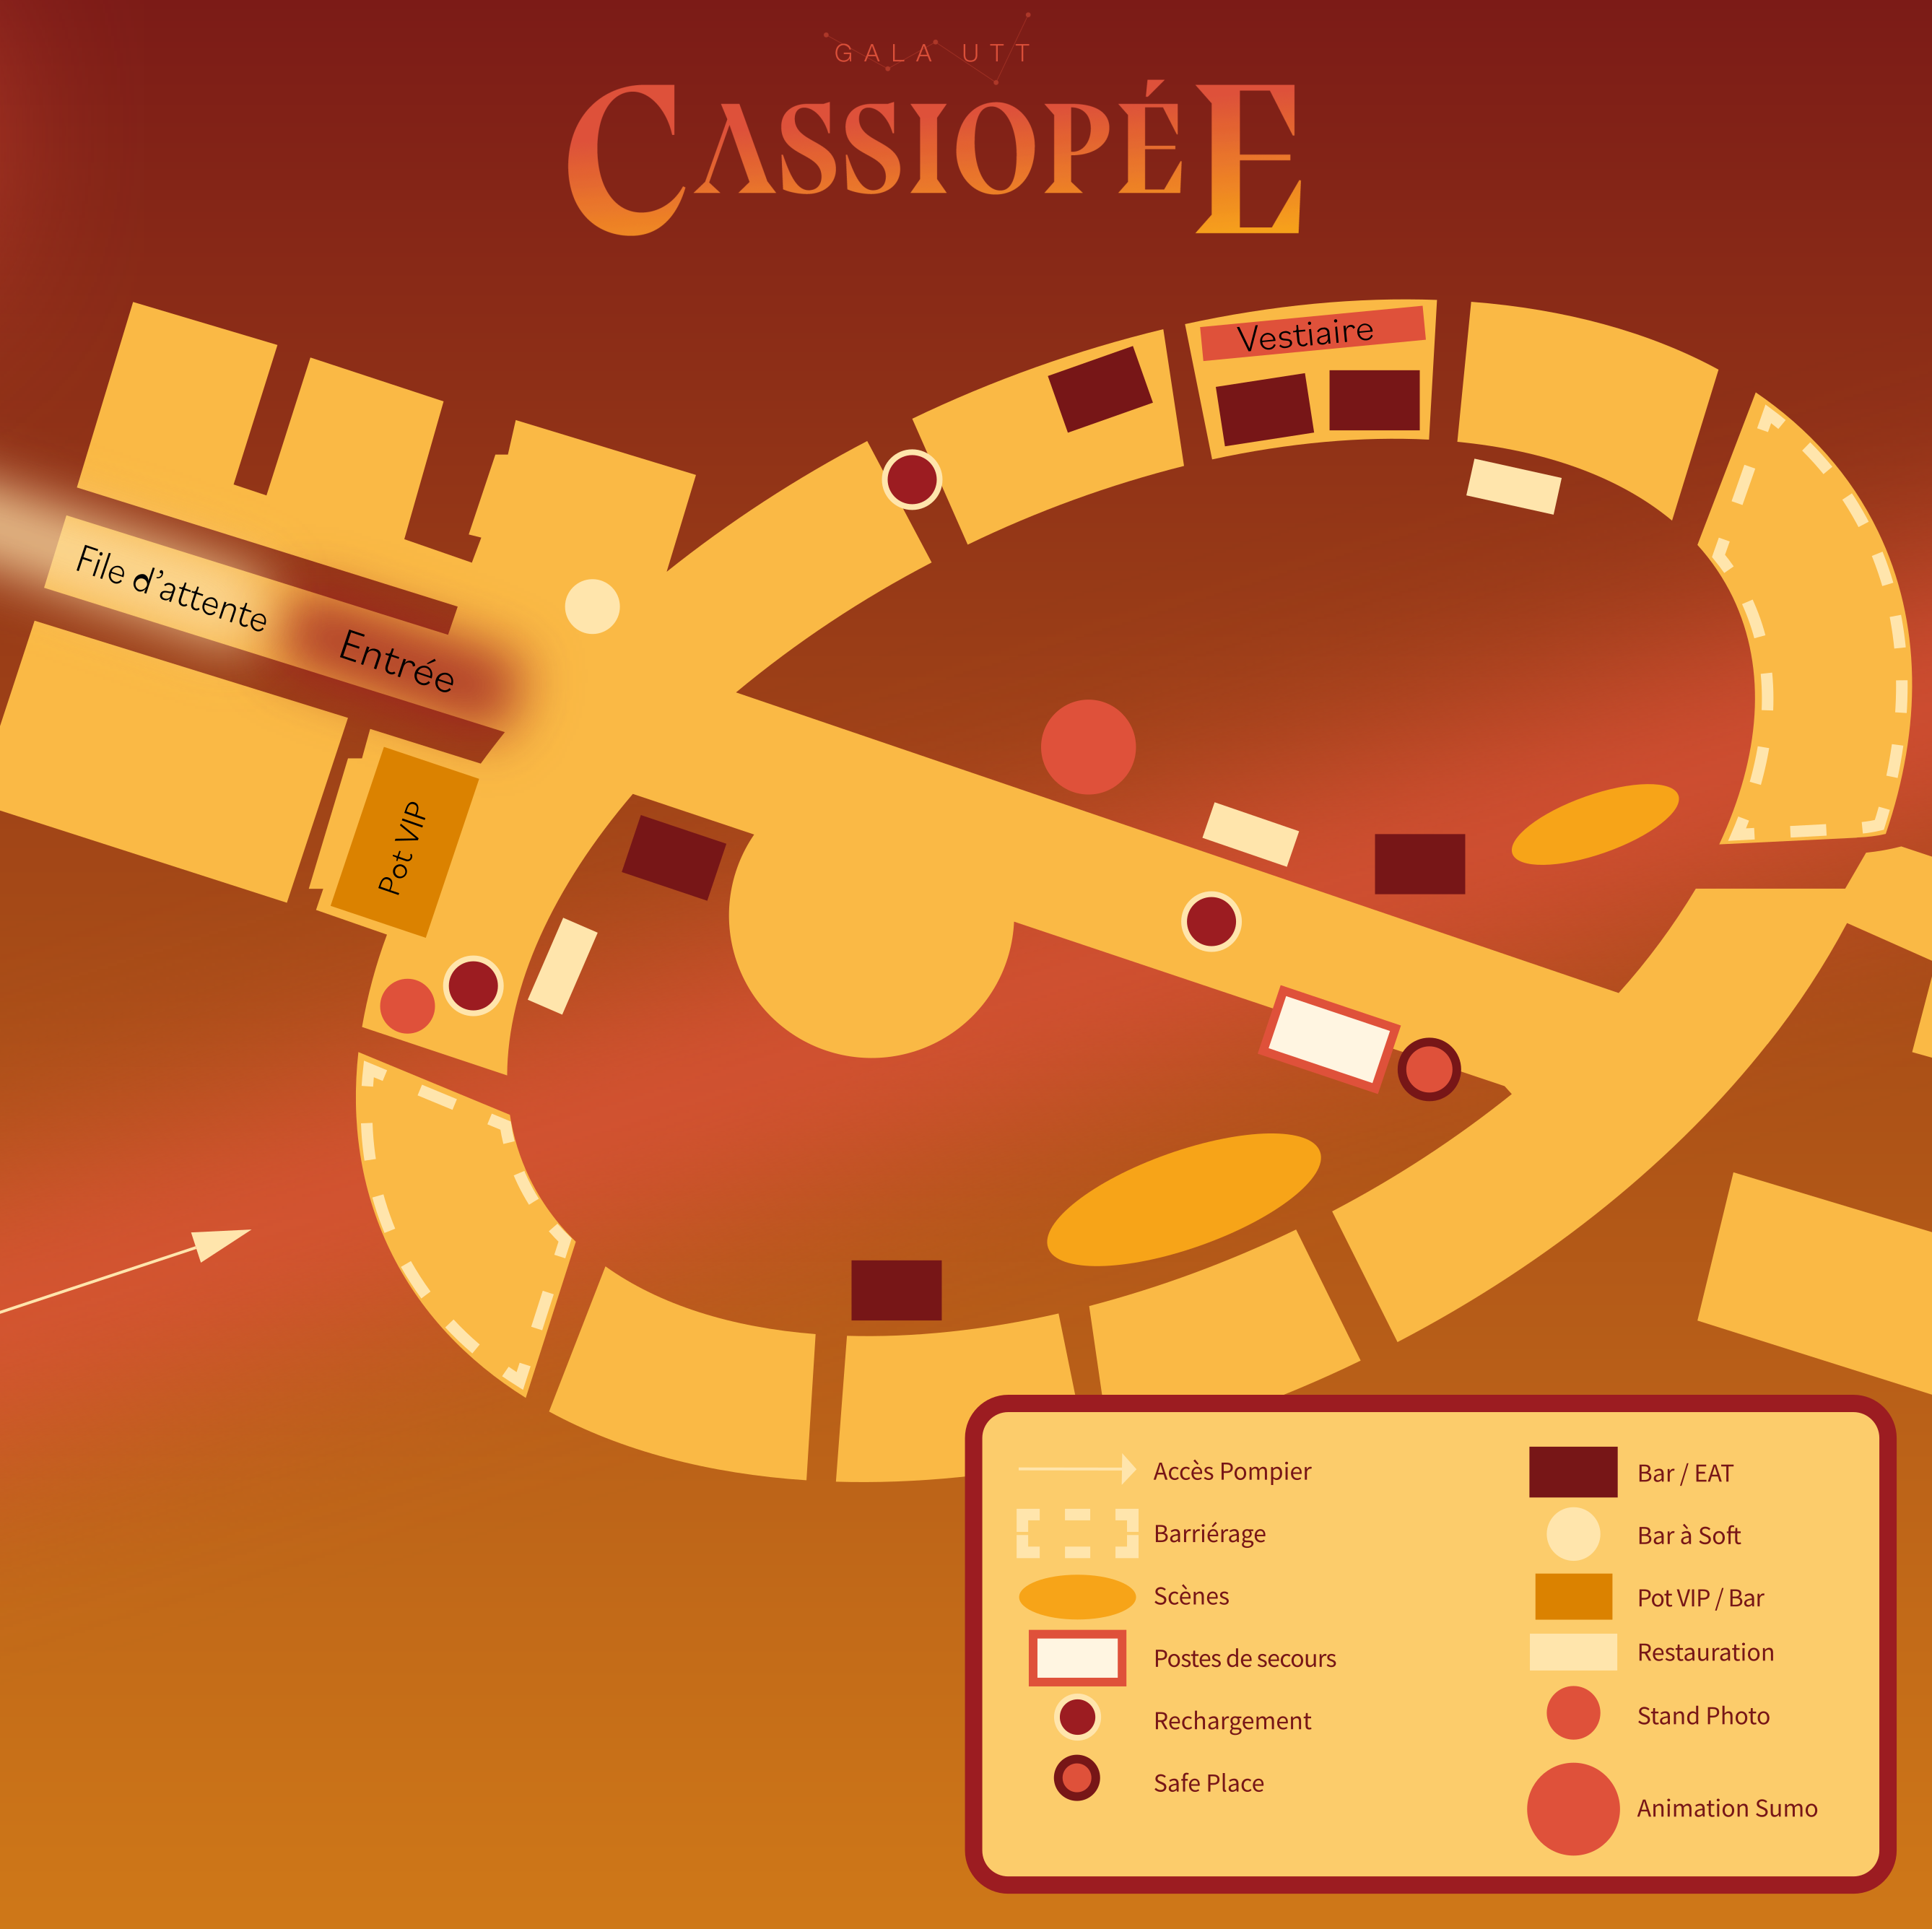 GALA UTT
CASSIOPÉE
Vestiaire
File d'attente
Entrée
Pot VIP
Accès Pompier
Barriérage
Scènes
Postes de secours
Rechargement
Safe Place
Bar / EAT
Bar à Soft
Pot VIP / Bar
Restauration
Stand Photo
Animation Sumo